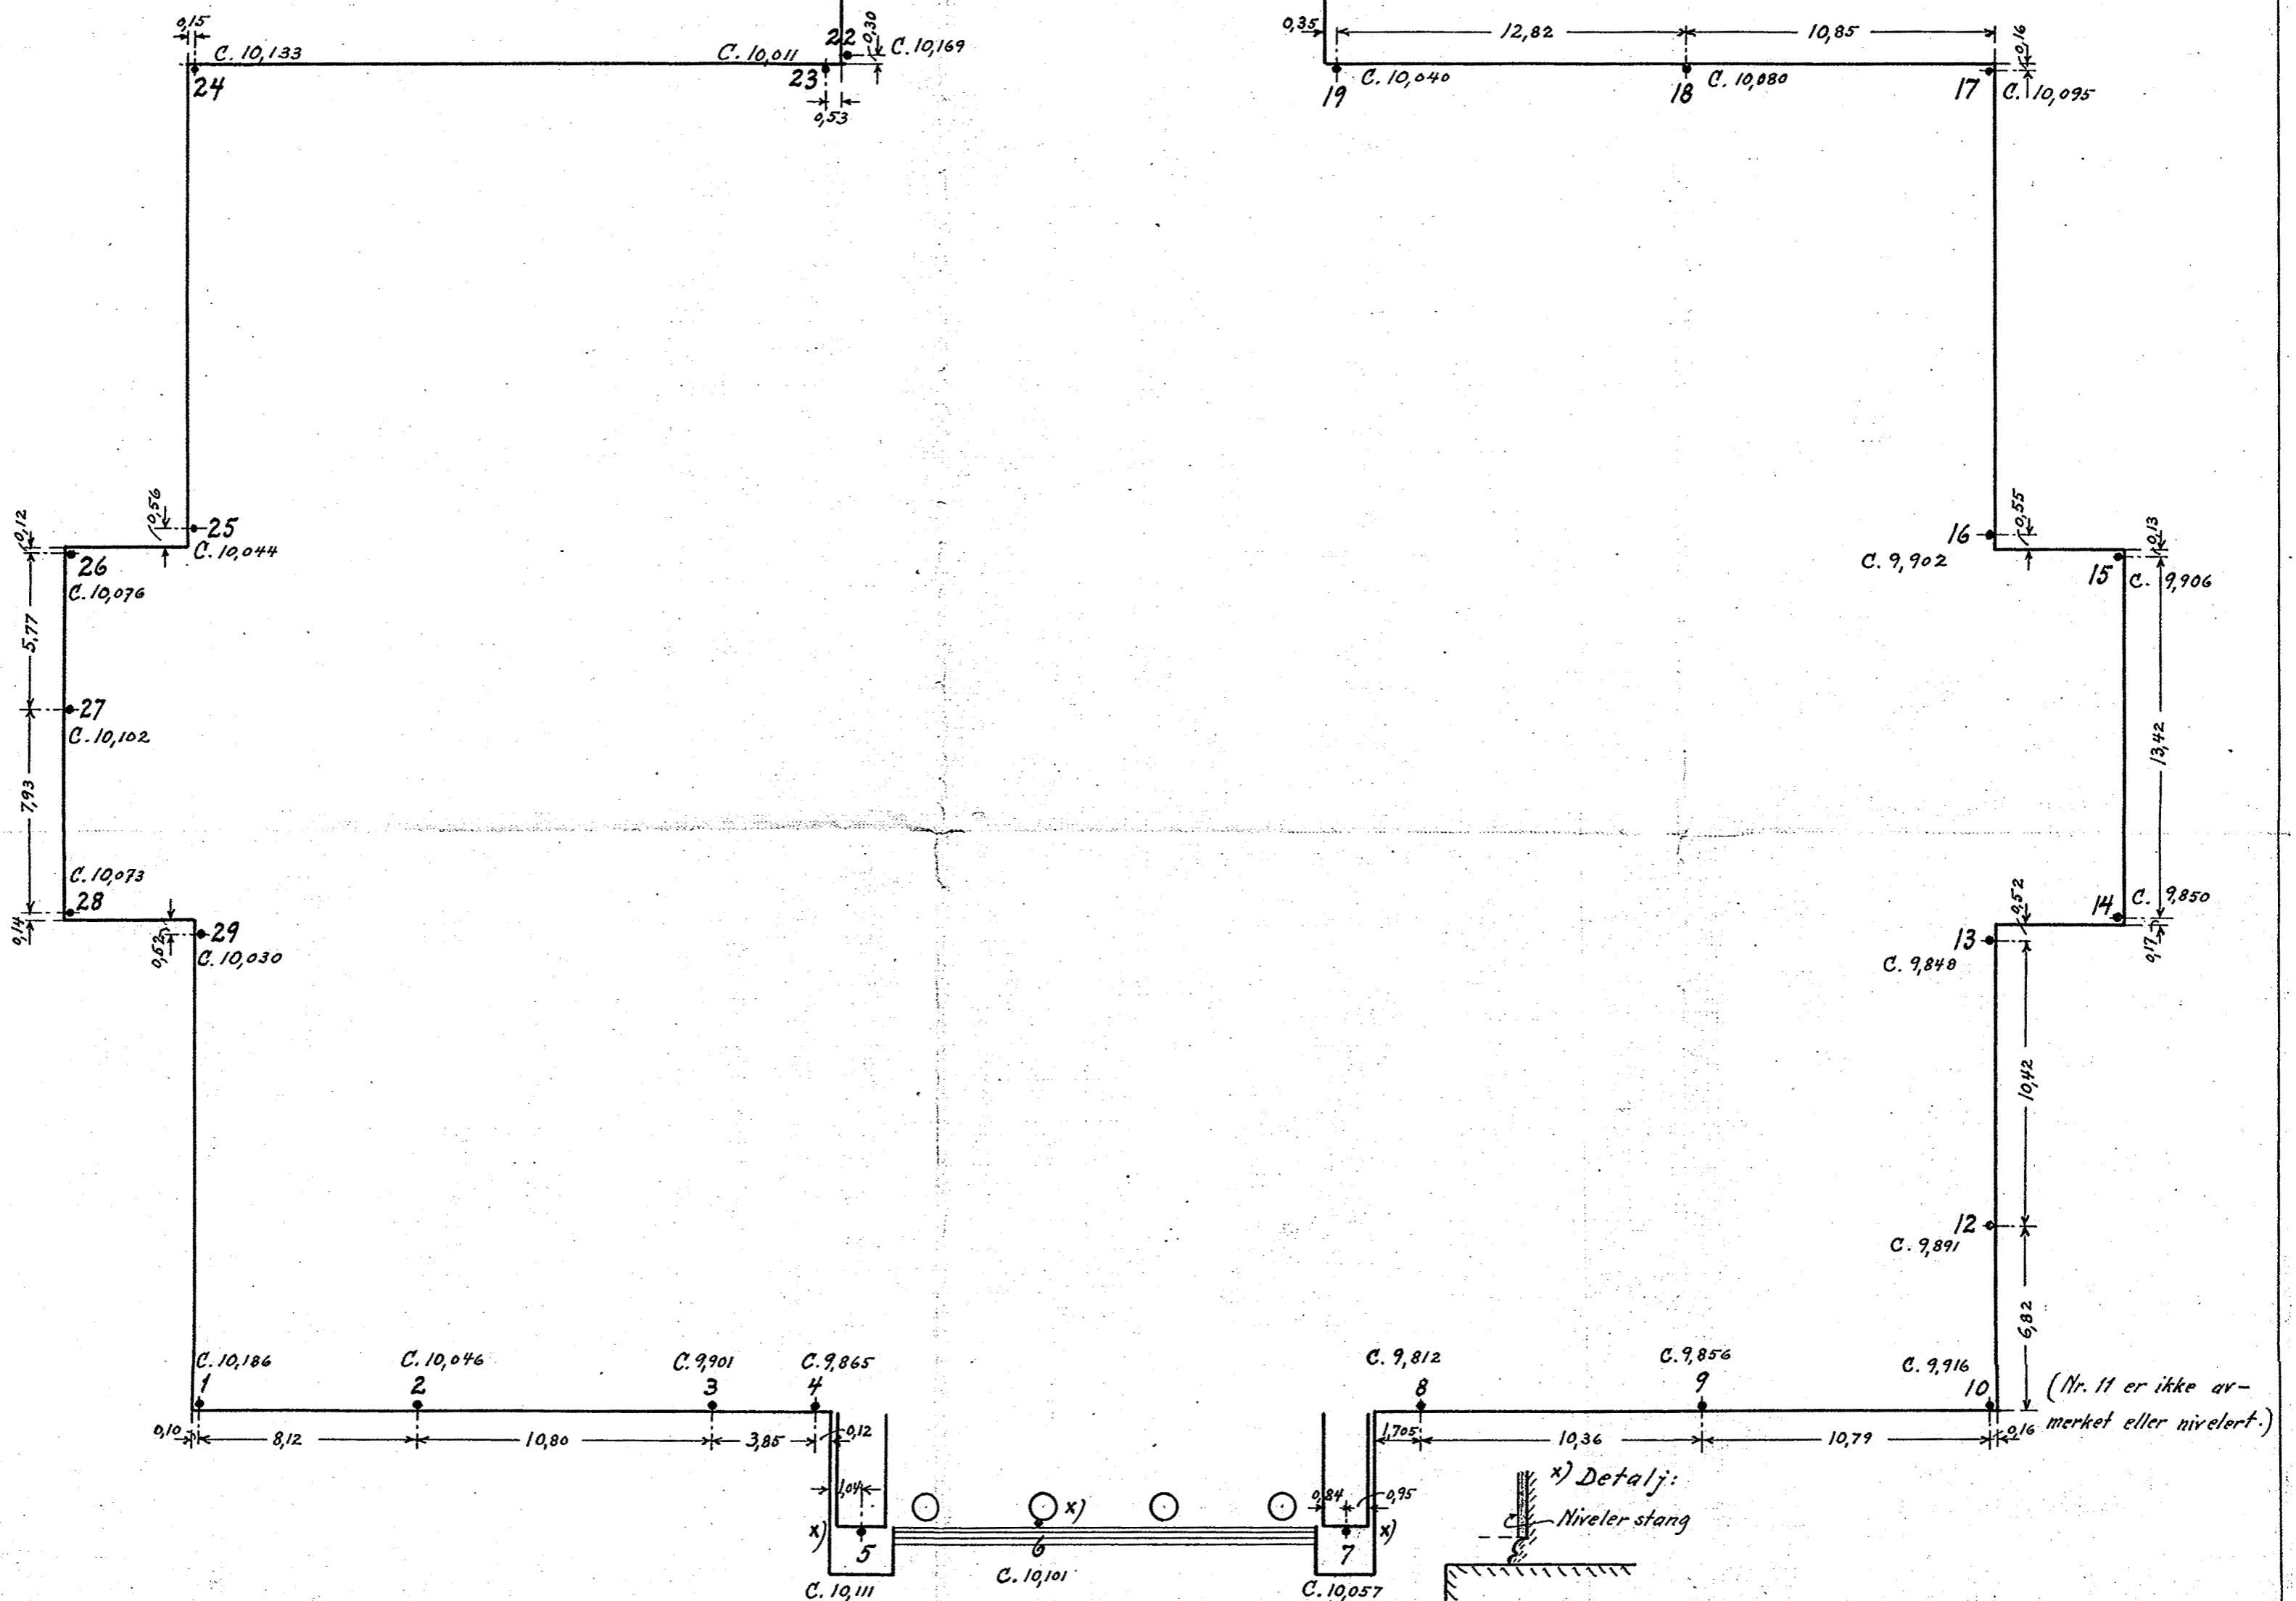 0,15
C. 10,133
24
C. 10,011
23
22
0,30
C. 10,169
0,53
0,35
12,82
10,85
0,16
19
C. 10,040
18
C. 10,080
17
C. 10,095
0,56
25
C. 10,044
0,12
26
C. 10,076
5,77
27
C. 10,102
7,93
C. 10,073
28
0,14
0,52
29
C. 10,030
16
0,55
C. 9,902
0,13
15
C. 9,906
13,42
14
C. 9,850
0,17
0,52
13
C. 9,848
10,42
12
C. 9,891
6,82
C. 10,186
1
C. 10,046
2
C. 9,901
3
C. 9,865
4
0,10
8,12
10,80
3,85
0,12
C. 9,812
8
C. 9,856
9
C. 9,916
10
(Nr. 11 er ikke av-
merket eller nivelert.)
1,705
10,36
10,79
0,16
1,04
x)
5
C. 10,111
x)
6
C. 10,101
0,84
0,95
x)
7
C. 10,057
x) Detalj:
C
Niveler stang